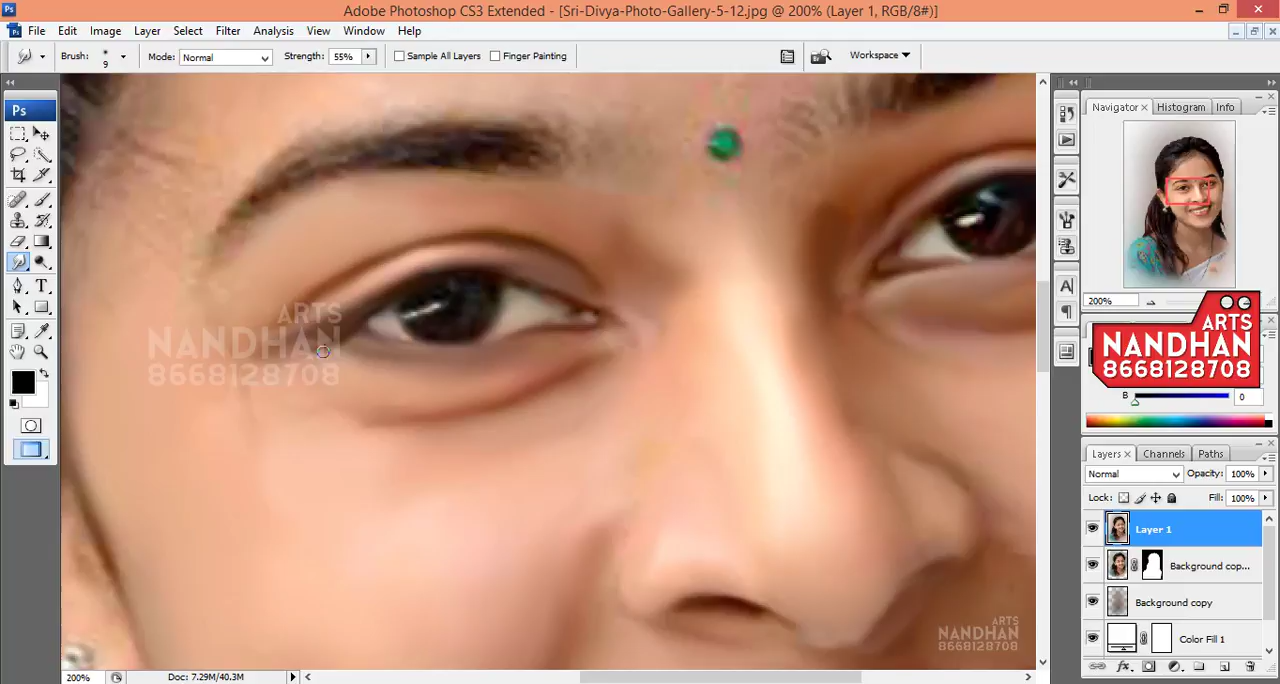 Adobe Photoshop CS3 Extended - [Sri-Divya-Photo-Gallery-5-12.jpg @ 200% (Layer 1, RGB/8#)]
Ps File Edit Image Layer Select Filter Analysis View Window Help
Brush: 9 Mode: Normal Strength: 55% Sample All Layers Finger Painting Workspace
Ps
Navigator Histogram Info
200%
ARTS
NANDHAN
8668128708
ARTS
NANDHAN
8668128708
B 0
Layers Channels Paths
Normal Opacity: 100%
Lock: Fill: 100%
Layer 1
Background cop...
Background copy
Color Fill 1
ARTS
NANDHAN
8668128708
200% Doc: 7.29M/40.3M